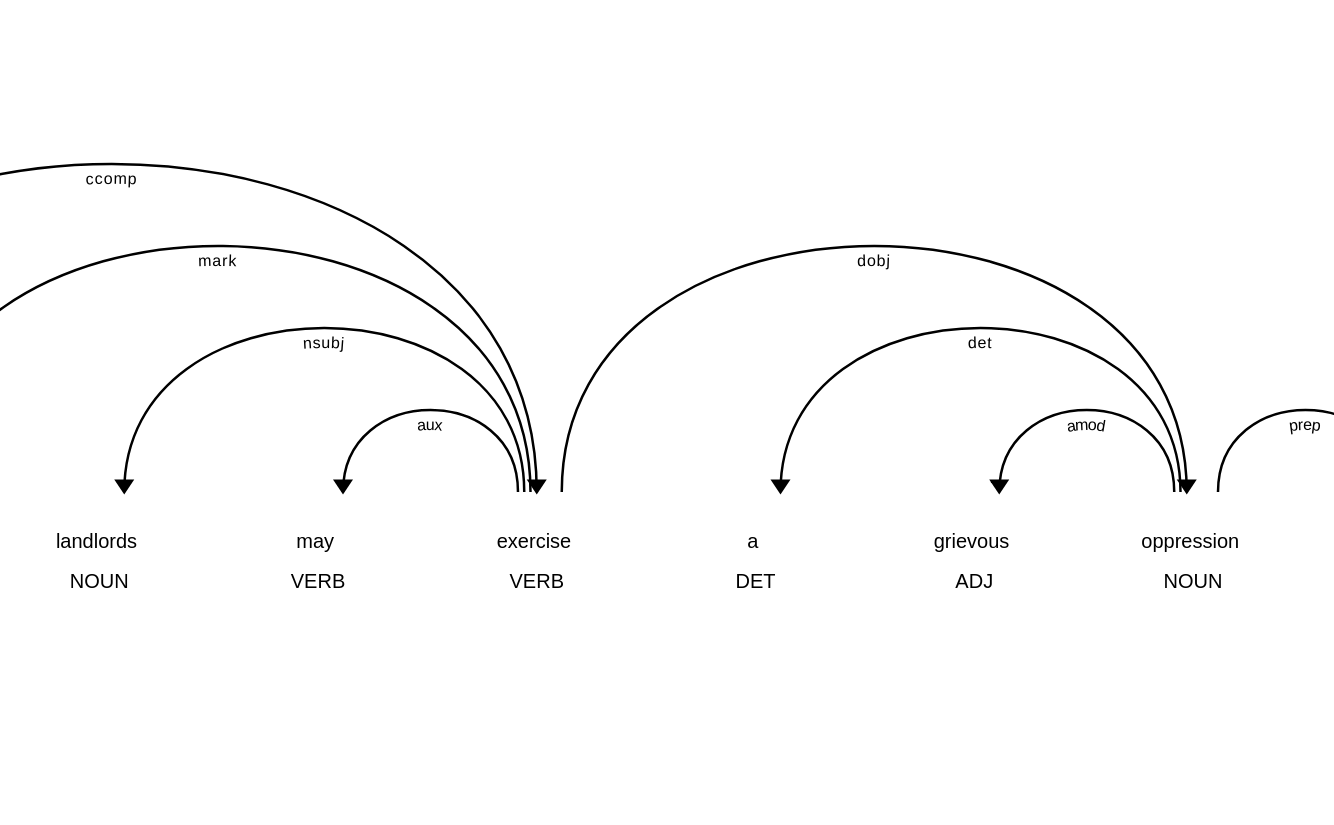 ccomp
mark
dobj
nsubj
det
aux
amod
prep
landlords may exercise a grievous oppression
NOUN VERB VERB DET ADJ NOUN